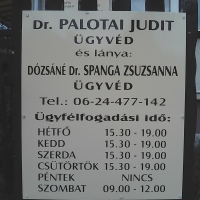 Dr. PALOTAI JUDIT
ÜGYVÉD
és lánya:
DÓZSÁNÉ Dr. SPANGA ZSUZSANNA
ÜGYVÉD
Tel.: 06-24-477-142
Ügyfélfogadási idő:
HÉTFŐ 15.30 - 19.00
KEDD 15.30 - 19.00
SZERDA 15.30 - 19.00
CSÜTÖRTÖK 15.30 - 19.00
PÉNTEK NINCS
SZOMBAT 09.00 - 12.00